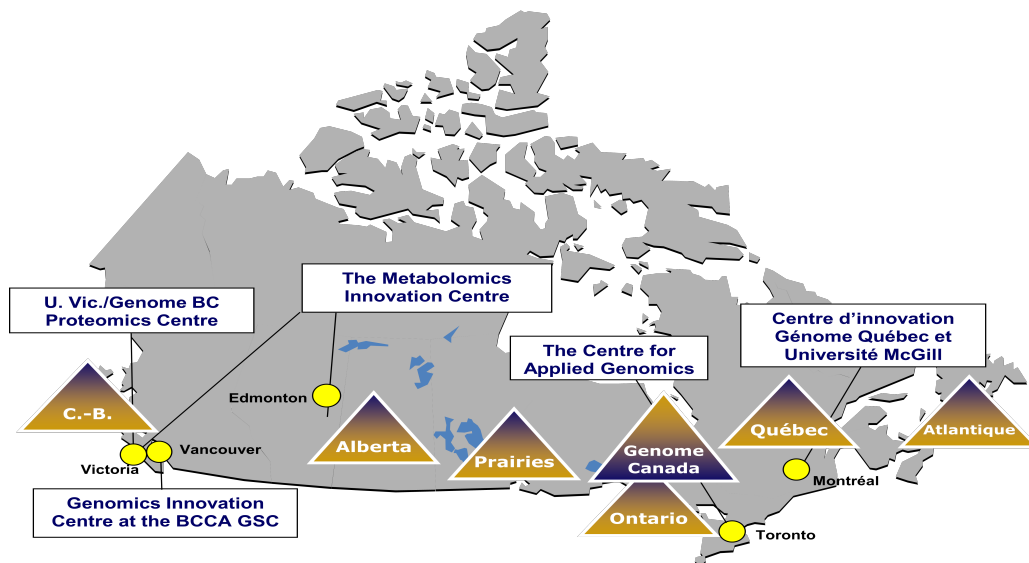 The Metabolomics
Innovation Centre
U. Vic./Genome BC
Proteomics Centre
Centre d’innovation
Génome Québec et
Université McGill
The Centre for
Applied Genomics
C.-B.
Edmonton
Alberta
Prairies
Genome
Canada
Québec
Atlantique
Victoria
Vancouver
Montréal
Genomics Innovation
Centre at the BCCA GSC
Ontario
Toronto